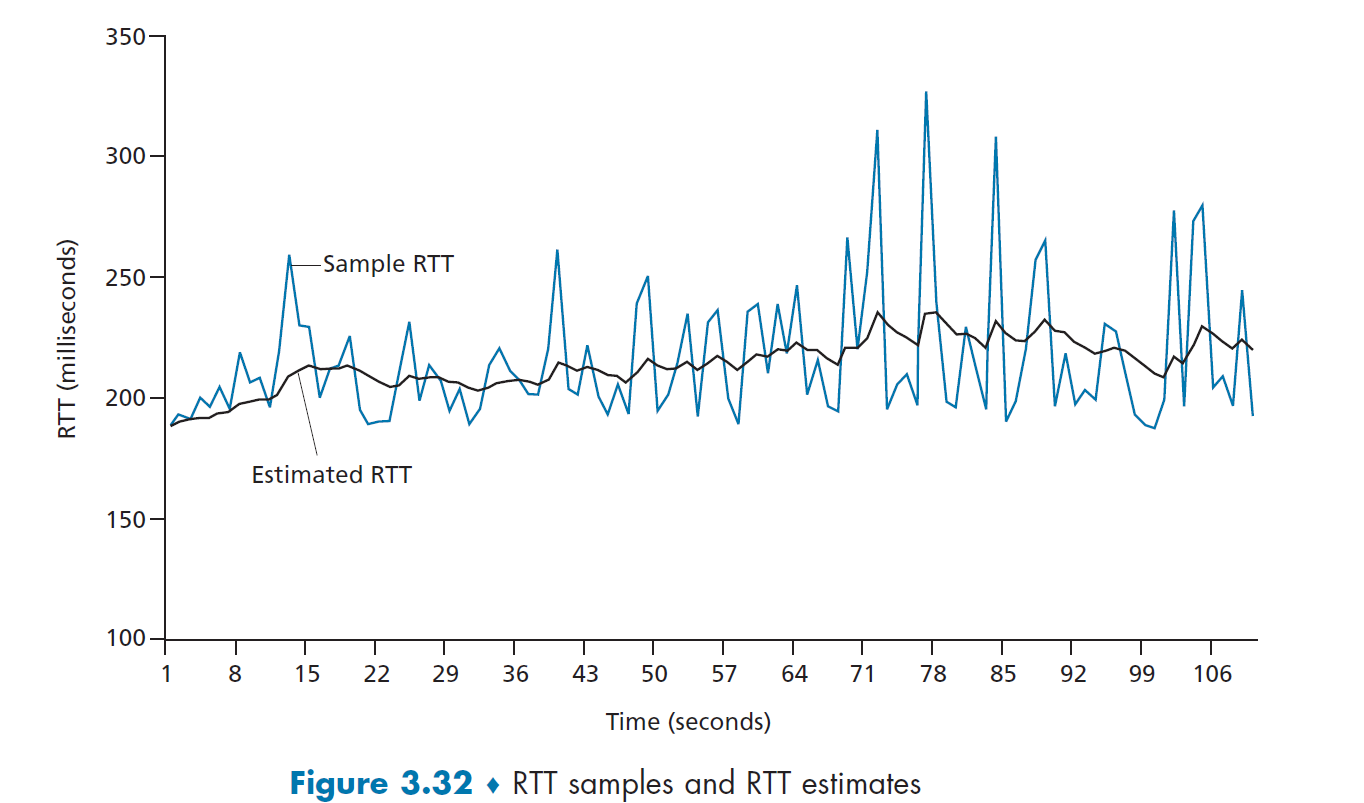 350
300
250
200
150
100
RTT (milliseconds)
Sample RTT
Estimated RTT
1 8 15 22 29 36 43 50 57 64 71 78 85 92 99 106
Time (seconds)
Figure 3.32 ♦ RTT samples and RTT estimates